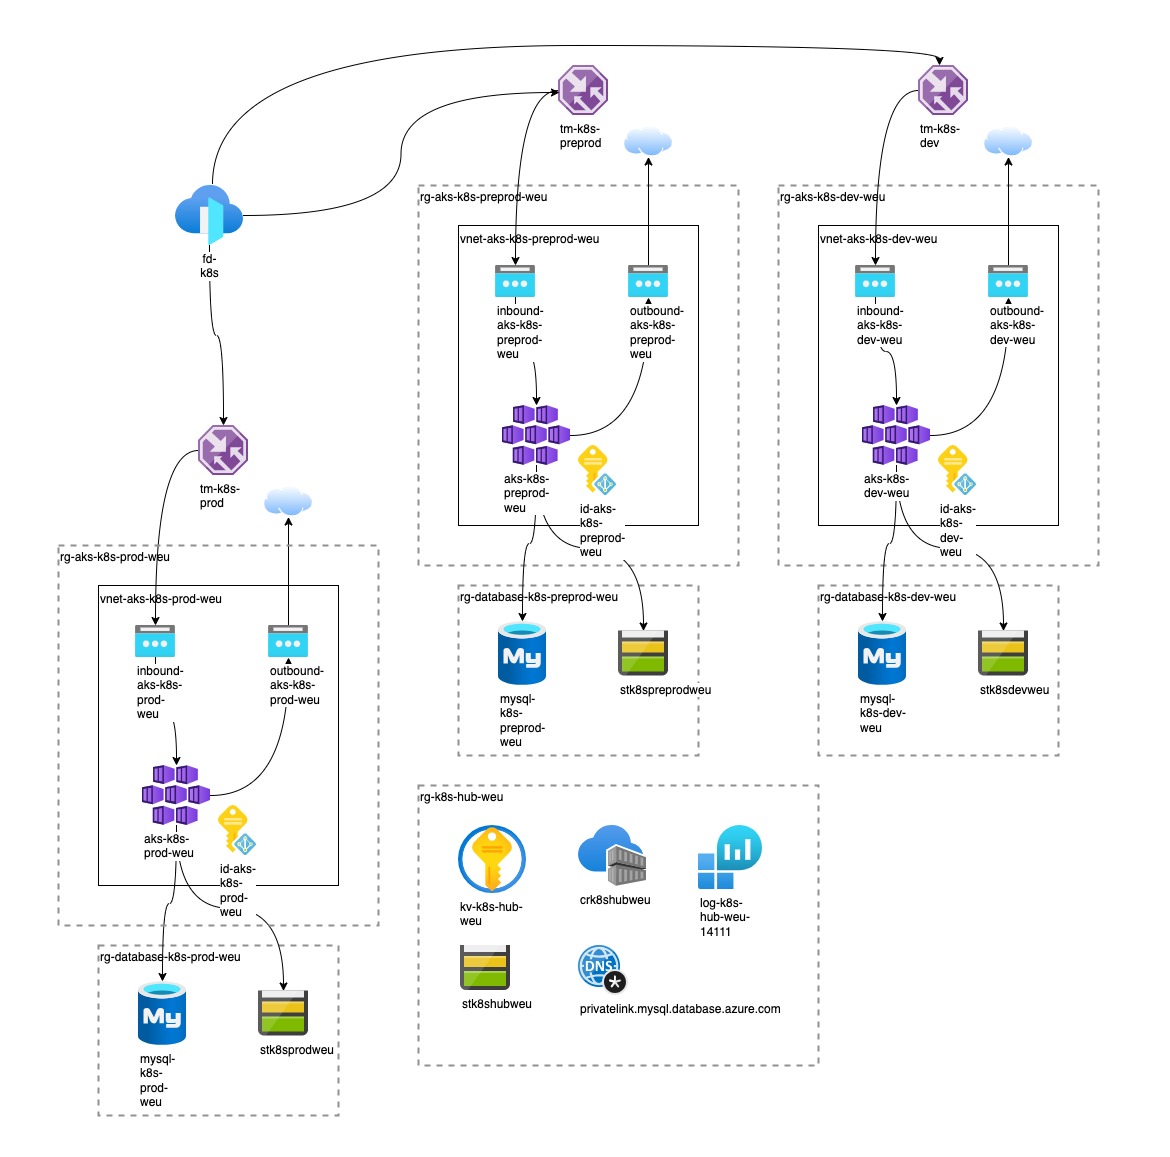 tm-k8s-
preprod
tm-k8s-
dev
fd-
k8s
rg-aks-k8s-preprod-weu
vnet-aks-k8s-preprod-weu
inbound-
aks-k8s-
preprod-
weu
outbound-
aks-k8s-
preprod-
weu
aks-k8s-
preprod-
weu
id-aks-
k8s-
preprod-
weu
rg-aks-k8s-dev-weu
vnet-aks-k8s-dev-weu
inbound-
aks-k8s-
dev-weu
outbound-
aks-k8s-
dev-weu
aks-k8s-
dev-weu
id-aks-
k8s-
dev-
weu
tm-k8s-
prod
rg-aks-k8s-prod-weu
vnet-aks-k8s-prod-weu
inbound-
aks-k8s-
prod-
weu
outbound-
aks-k8s-
prod-weu
aks-k8s-
prod-weu
id-aks-
k8s-
prod-
weu
rg-database-k8s-preprod-weu
My
mysql-
k8s-
preprod-
weu
stk8spreprodweu
rg-database-k8s-dev-weu
My
mysql-
k8s-dev-
weu
stk8sdevweu
rg-database-k8s-prod-weu
My
mysql-
k8s-
prod-
weu
stk8sprodweu
rg-k8s-hub-weu
kv-k8s-hub-
weu
crk8shubweu
log-k8s-
hub-weu-
14111
stk8shubweu
DNS
*
privatelink.mysql.database.azure.com